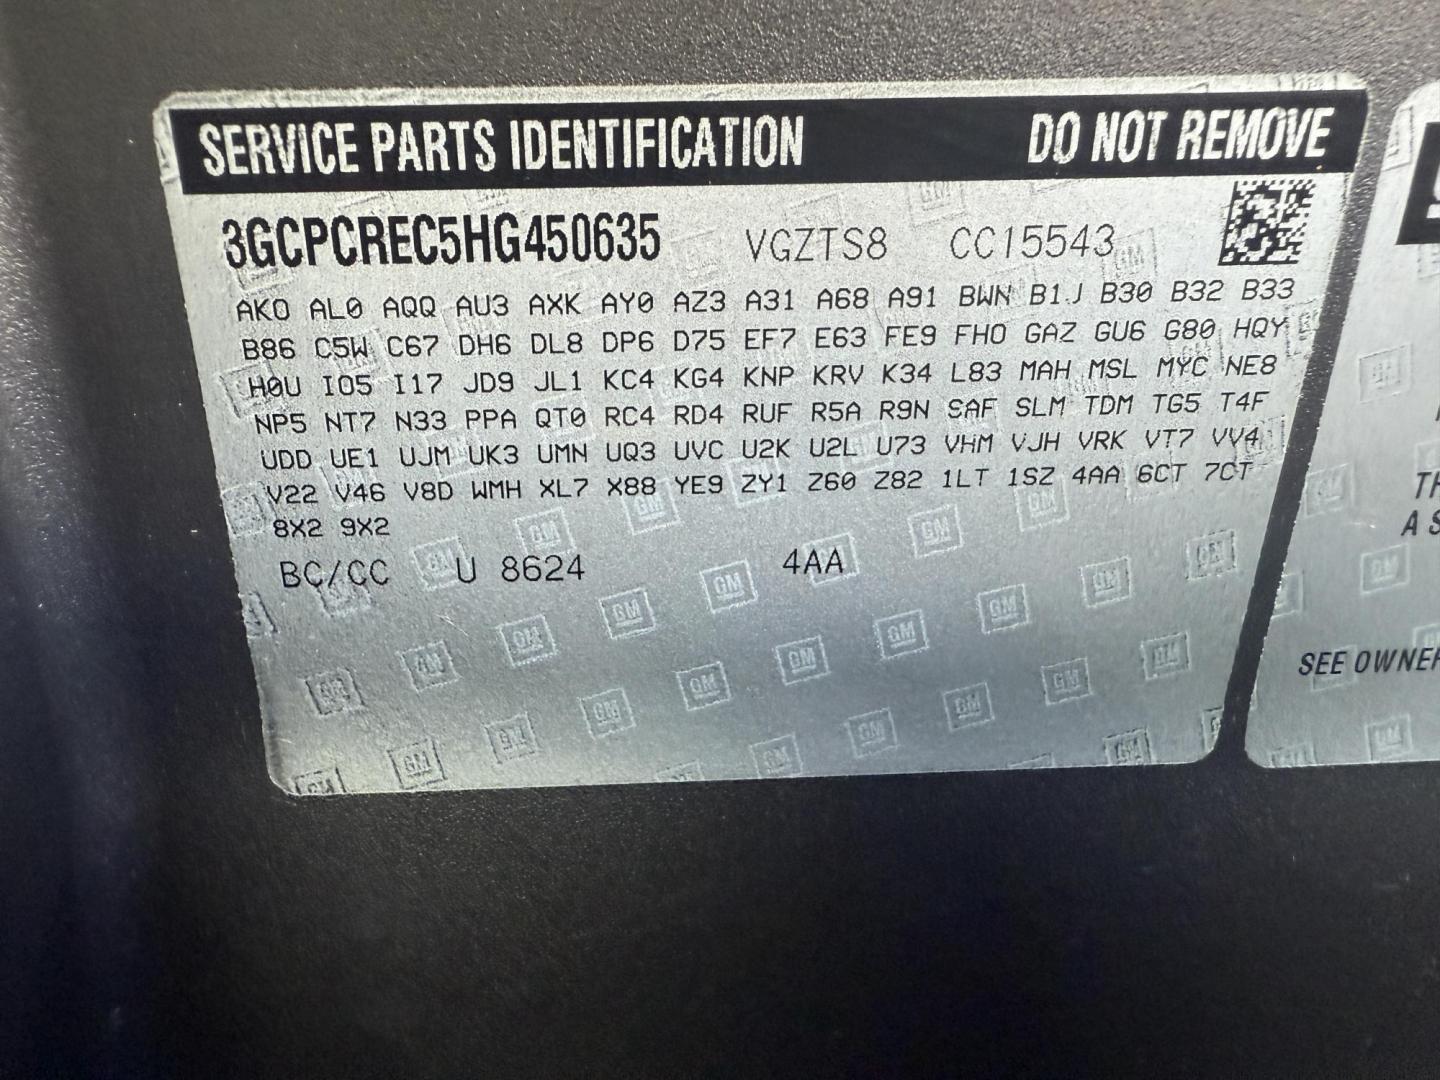 SERVICE PARTS IDENTIFICATION DO NOT REMOVE
3GCPCREC5HG450635 VGZTS8 CC15543
AKO AL0 AQQ AU3 AXK AY0 AZ3 A31 A68 A91 BWN B1J B30 B32 B33
B86 C5W C67 DH6 DL8 DP6 D75 EF7 E63 FE9 FHO GAZ GU6 G80 HQY
H0U IO5 I17 JD9 JL1 KC4 KG4 KNP KRV K34 L83 MAH MSL MYC NE8
NP5 NT7 N33 PPA QT0 RC4 RD4 RUF R5A R9N SAF SLM TDM TG5 T4F
UDD UE1 UJM UK3 UMN UQ3 UVC U2K U2L U73 VHM VJH VRK VT7 VV4
V22 V46 V8D WMH XL7 X88 YE9 ZY1 Z60 Z82 1LT 1SZ 4AA 6CT 7CT
8X2 9X2
BC/CC U 8624 4AA
SEE OWNER